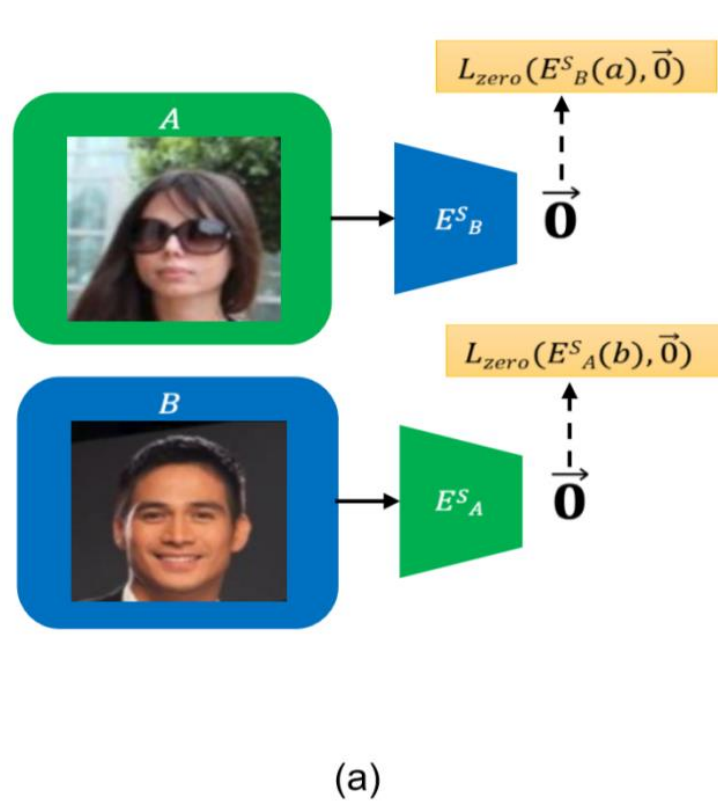 L_zero(E^S_B(a), 0⃗)
A
E^S_B
0⃗
L_zero(E^S_A(b), 0⃗)
B
E^S_A
0⃗
(a)